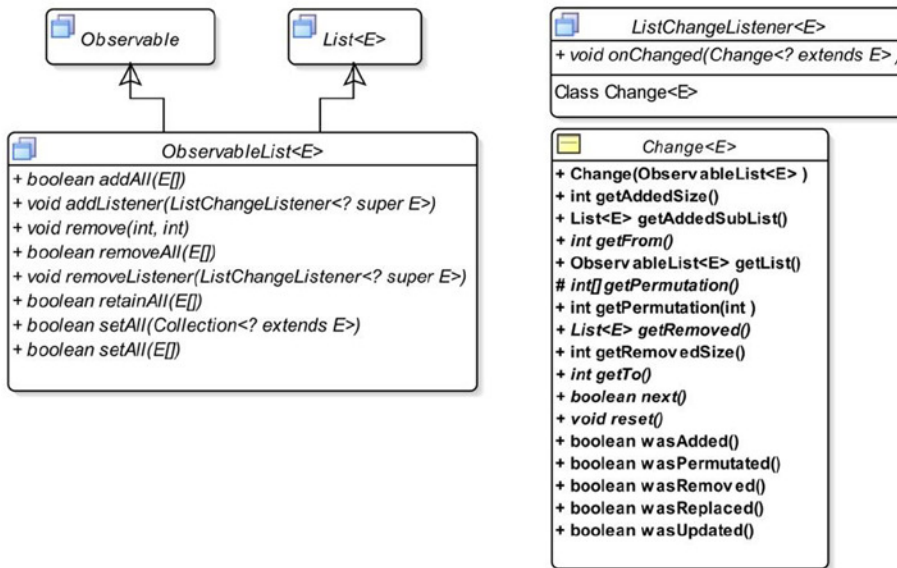 Observable
List<E>
ObservableList<E>
+ boolean addAll(E[])
+ void addListener(ListChangeListener<? super E>)
+ void remove(int, int)
+ boolean removeAll(E[])
+ void removeListener(ListChangeListener<? super E>)
+ boolean retainAll(E[])
+ boolean setAll(Collection<? extends E>)
+ boolean setAll(E[])
ListChangeListener<E>
+ void onChanged(Change<? extends E> )
Class Change<E>
Change<E>
+ Change(ObservableList<E> )
+ int getAddedSize()
+ List<E> getAddedSubList()
+ int getFrom()
+ ObservableList<E> getList()
# int[] getPermutation()
+ int getPermutation(int )
+ List<E> getRemoved()
+ int getRemovedSize()
+ int getTo()
+ boolean next()
+ void reset()
+ boolean wasAdded()
+ boolean wasPermutated()
+ boolean wasRemoved()
+ boolean wasReplaced()
+ boolean wasUpdated()